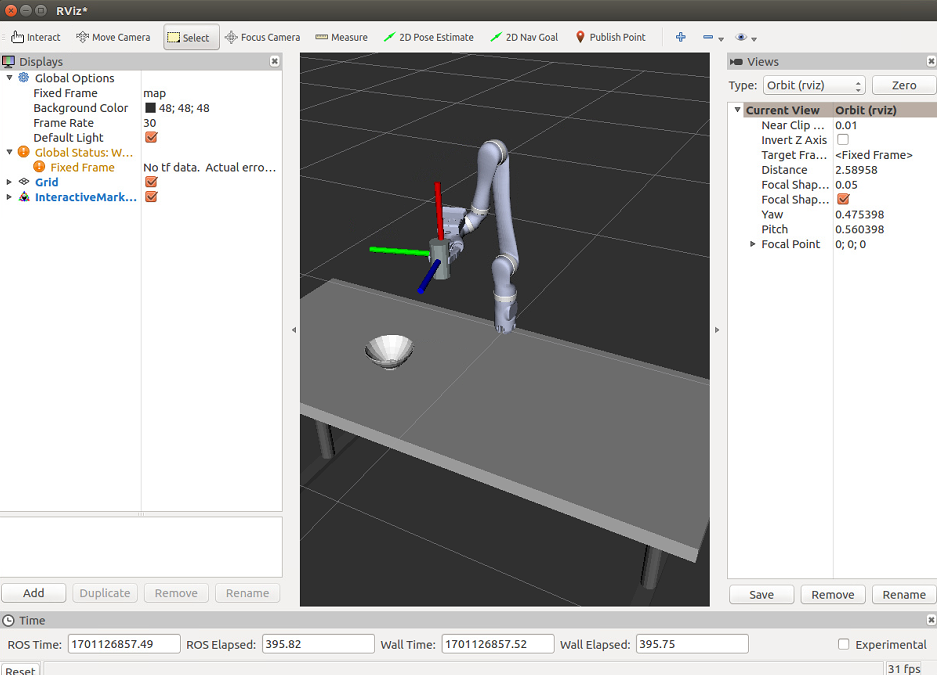 RViz*
Interact Move Camera Select Focus Camera Measure 2D Pose Estimate 2D Nav Goal Publish Point
Displays
Global Options
Fixed Frame map
Background Color 48; 48; 48
Frame Rate 30
Default Light
Global Status: W...
Fixed Frame No tf data. Actual erro...
Grid
InteractiveMark...
Add Duplicate Remove Rename
Views
Type: Orbit (rviz) Zero
Current View Orbit (rviz)
Near Clip ... 0.01
Invert Z Axis
Target Fra... <Fixed Frame>
Distance 2.58958
Focal Shap... 0.05
Focal Shap...
Yaw 0.475398
Pitch 0.560398
Focal Point 0; 0; 0
Save Remove Rename
Time
ROS Time: 1701126857.49 ROS Elapsed: 395.82 Wall Time: 1701126857.52 Wall Elapsed: 395.75 Experimental
Reset 31 fps